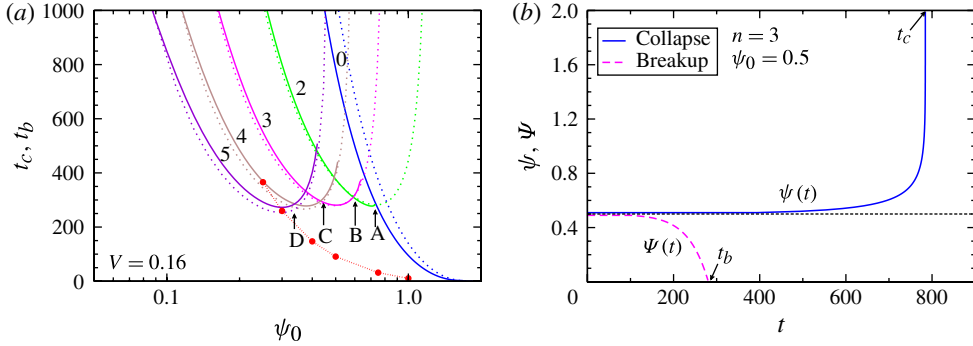 (a)
1000
800
600
400
200
0
t_c, t_b
0
2
3
4
5
D
C
B
A
V = 0.16
0.1
1.0
ψ_0
(b)
2.0
1.6
1.2
0.8
0.4
0
ψ, Ψ
Collapse
Breakup
n = 3
ψ_0 = 0.5
t_c
ψ(t)
Ψ(t)
t_b
0
200
400
600
800
t